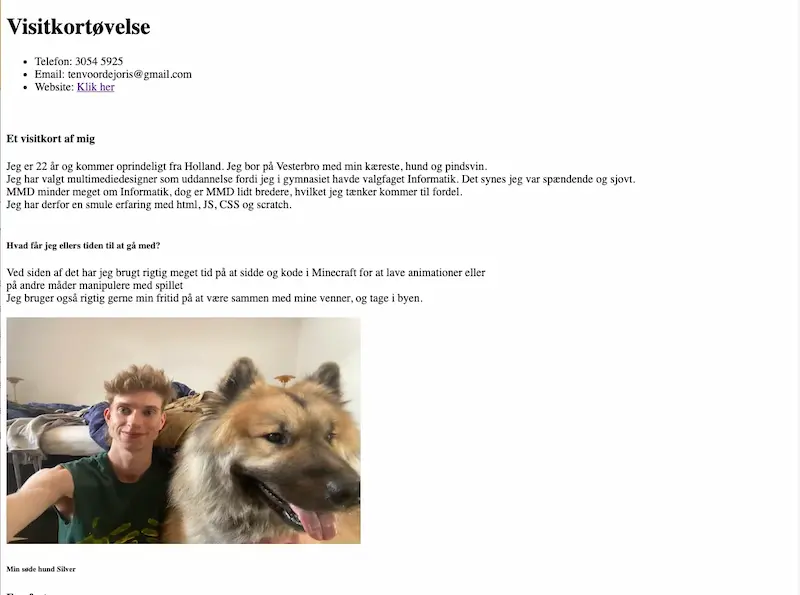 Visitkortøvelse
Telefon: 3054 5925
Email: tenvoordejoris@gmail.com
Website: Klik her
Et visitkort af mig
Jeg er 22 år og kommer oprindeligt fra Holland. Jeg bor på Vesterbro med min kæreste, hund og pindsvin.
Jeg har valgt multimediedesigner som uddannelse fordi jeg i gymnasiet havde valgfaget Informatik. Det synes jeg var spændende og sjovt.
MMD minder meget om Informatik, dog er MMD lidt bredere, hvilket jeg tænker kommer til fordel.
Jeg har derfor en smule erfaring med html, JS, CSS og scratch.
Hvad får jeg ellers tiden til at gå med?
Ved siden af det har jeg brugt rigtig meget tid på at sidde og kode i Minecraft for at lave animationer eller
på andre måder manipulere med spillet
Jeg bruger også rigtig gerne min fritid på at være sammen med mine venner, og tage i byen.
Min søde hund Silver